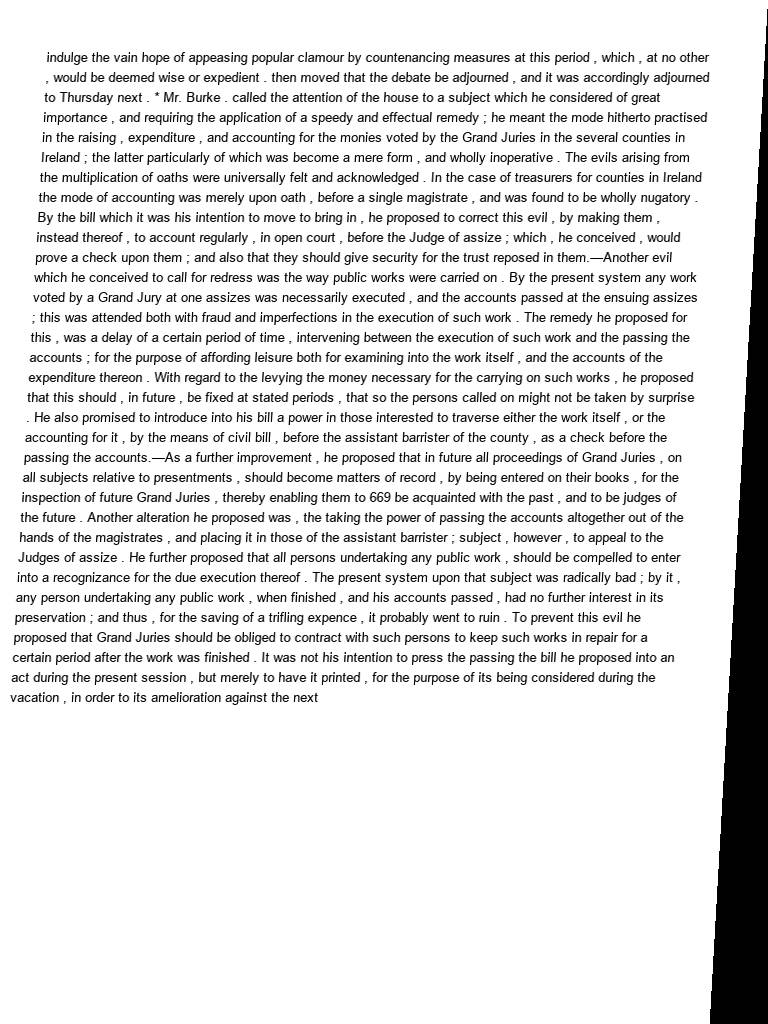 indulge the vain hope of appeasing popular clamour by countenancing measures at this period , which , at no other
, would be deemed wise or expedient . then moved that the debate be adjourned , and it was accordingly adjourned
to Thursday next . * Mr. Burke . called the attention of the house to a subject which he considered of great
importance , and requiring the application of a speedy and effectual remedy ; he meant the mode hitherto practised
in the raising , expenditure , and accounting for the monies voted by the Grand Juries in the several counties in
Ireland ; the latter particularly of which was become a mere form , and wholly inoperative . The evils arising from
the multiplication of oaths were universally felt and acknowledged . In the case of treasurers for counties in Ireland
the mode of accounting was merely upon oath , before a single magistrate , and was found to be wholly nugatory .
By the bill which it was his intention to move to bring in , he proposed to correct this evil , by making them ,
instead thereof , to account regularly , in open court , before the Judge of assize ; which , he conceived , would
prove a check upon them ; and also that they should give security for the trust reposed in them.—Another evil
which he conceived to call for redress was the way public works were carried on . By the present system any work
voted by a Grand Jury at one assizes was necessarily executed , and the accounts passed at the ensuing assizes
; this was attended both with fraud and imperfections in the execution of such work . The remedy he proposed for
this , was a delay of a certain period of time , intervening between the execution of such work and the passing the
accounts ; for the purpose of affording leisure both for examining into the work itself , and the accounts of the
expenditure thereon . With regard to the levying the money necessary for the carrying on such works , he proposed
that this should , in future , be fixed at stated periods , that so the persons called on might not be taken by surprise
. He also promised to introduce into his bill a power in those interested to traverse either the work itself , or the
accounting for it , by the means of civil bill , before the assistant barrister of the county , as a check before the
passing the accounts.—As a further improvement , he proposed that in future all proceedings of Grand Juries , on
all subjects relative to presentments , should become matters of record , by being entered on their books , for the
inspection of future Grand Juries , thereby enabling them to 669 be acquainted with the past , and to be judges of
the future . Another alteration he proposed was , the taking the power of passing the accounts altogether out of the
hands of the magistrates , and placing it in those of the assistant barrister ; subject , however , to appeal to the
Judges of assize . He further proposed that all persons undertaking any public work , should be compelled to enter
into a recognizance for the due execution thereof . The present system upon that subject was radically bad ; by it ,
any person undertaking any public work , when finished , and his accounts passed , had no further interest in its
preservation ; and thus , for the saving of a trifling expence , it probably went to ruin . To prevent this evil he
proposed that Grand Juries should be obliged to contract with such persons to keep such works in repair for a
certain period after the work was finished . It was not his intention to press the passing the bill he proposed into an
act during the present session , but merely to have it printed , for the purpose of its being considered during the
vacation , in order to its amelioration against the next